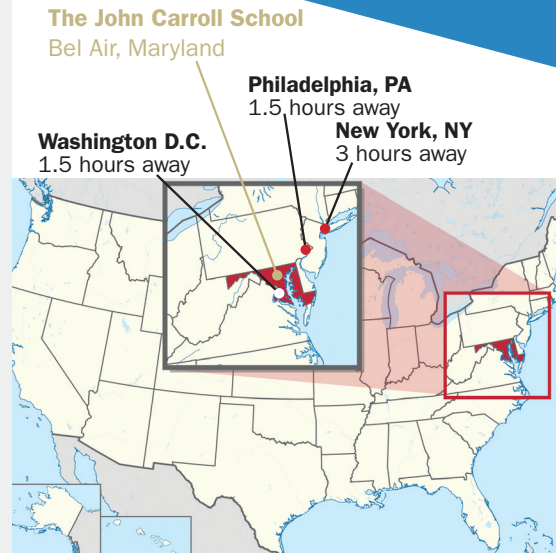 The John Carroll School
Bel Air, Maryland
Philadelphia, PA
1.5 hours away
New York, NY
3 hours away
Washington D.C.
1.5 hours away